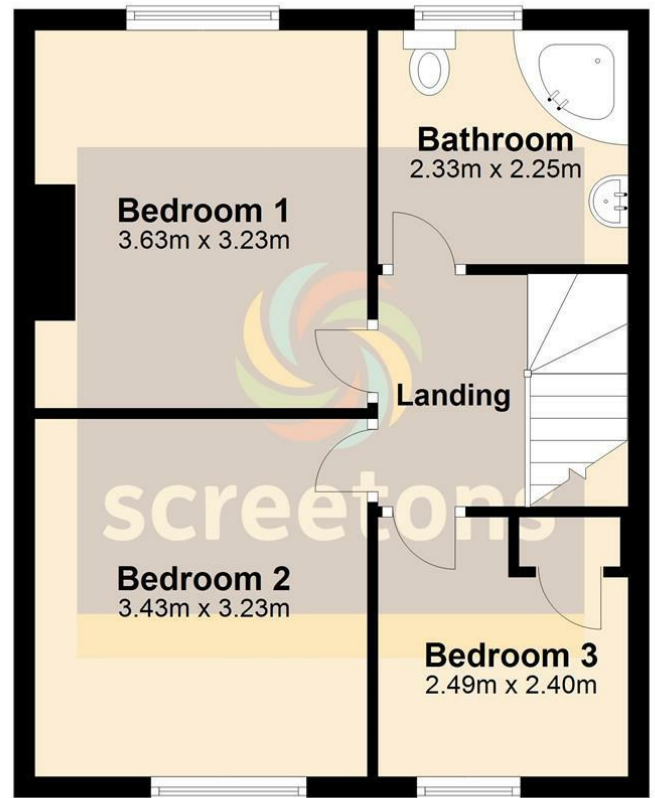 Bathroom
2.33m x 2.25m
Bedroom 1
3.63m x 3.23m
Landing
screetons
Bedroom 2
3.43m x 3.23m
Bedroom 3
2.49m x 2.40m